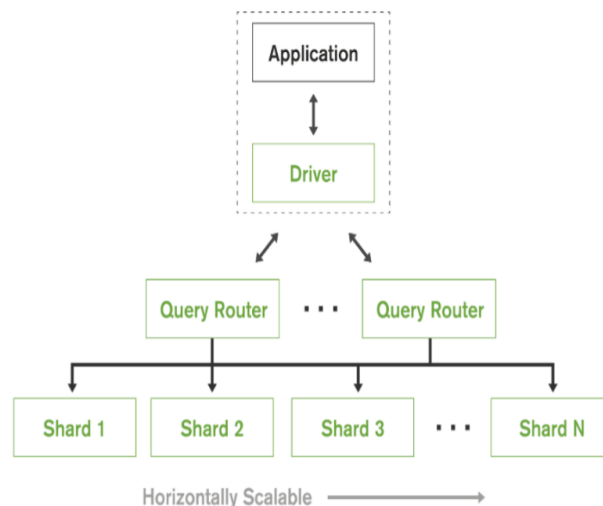 Application
Driver
Query Router ... Query Router
Shard 1 Shard 2 Shard 3 ... Shard N
Horizontally Scalable